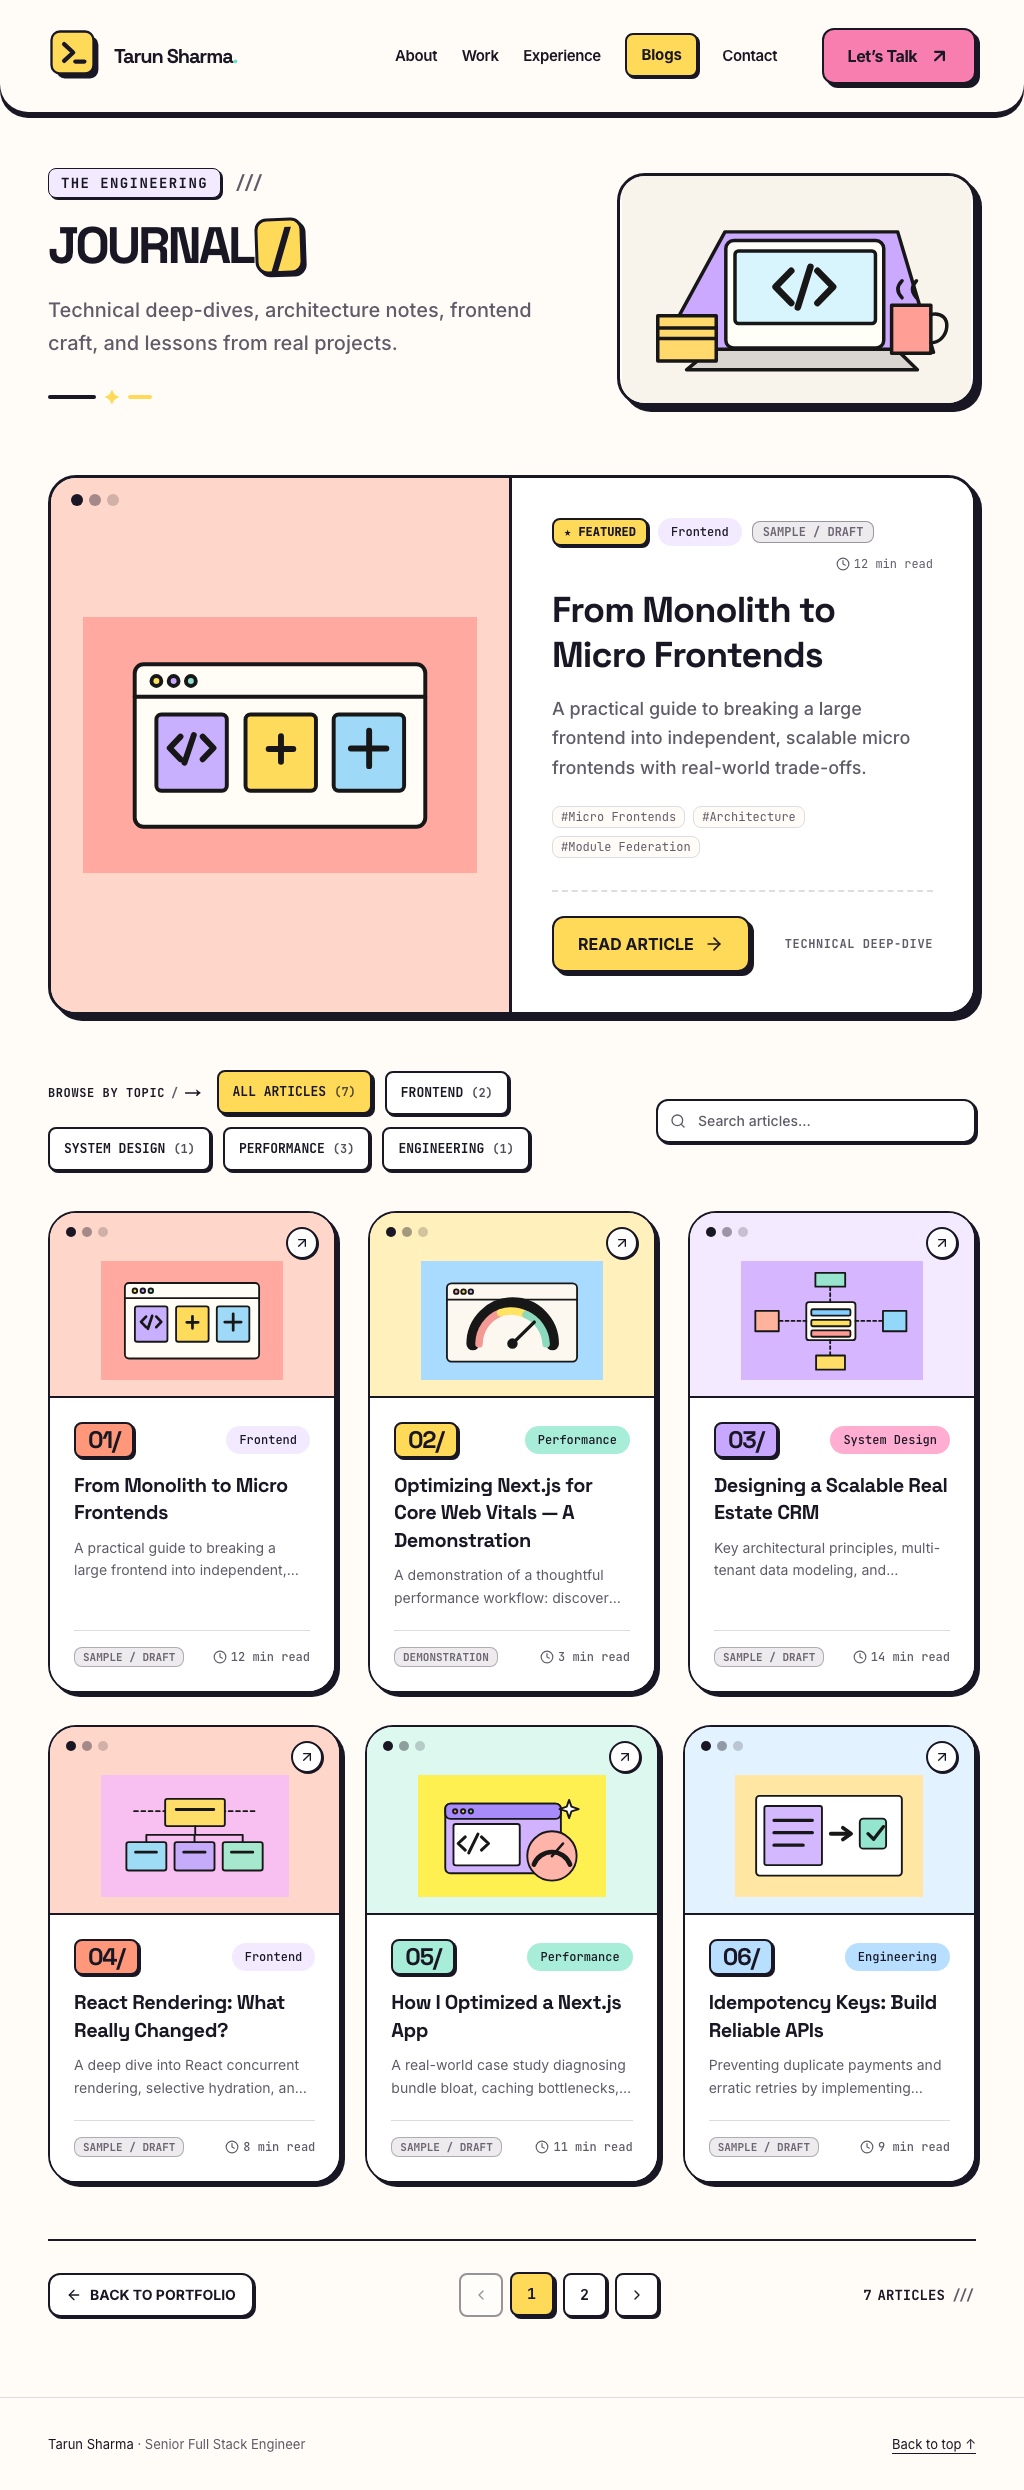 Tarun Sharma.
About Work Experience Blogs Contact Let's Talk
THE ENGINEERING ///
JOURNAL/
Technical deep-dives, architecture notes, frontend
craft, and lessons from real projects.
★ FEATURED Frontend SAMPLE / DRAFT
12 min read
From Monolith to
Micro Frontends
A practical guide to breaking a large
frontend into independent, scalable micro
frontends with real-world trade-offs.
#Micro Frontends #Architecture
#Module Federation
READ ARTICLE → TECHNICAL DEEP-DIVE
BROWSE BY TOPIC / → ALL ARTICLES (7) FRONTEND (2)
SYSTEM DESIGN (1) PERFORMANCE (3) ENGINEERING (1)
Search articles...
01/ Frontend
From Monolith to Micro
Frontends
A practical guide to breaking a
large frontend into independent,...
SAMPLE / DRAFT 12 min read
02/ Performance
Optimizing Next.js for
Core Web Vitals — A
Demonstration
A demonstration of a thoughtful
performance workflow: discover...
DEMONSTRATION 3 min read
03/ System Design
Designing a Scalable Real
Estate CRM
Key architectural principles, multi-
tenant data modeling, and...
SAMPLE / DRAFT 14 min read
04/ Frontend
React Rendering: What
Really Changed?
A deep dive into React concurrent
rendering, selective hydration, an...
SAMPLE / DRAFT 8 min read
05/ Performance
How I Optimized a Next.js
App
A real-world case study diagnosing
bundle bloat, caching bottlenecks,...
SAMPLE / DRAFT 11 min read
06/ Engineering
Idempotency Keys: Build
Reliable APIs
Preventing duplicate payments and
erratic retries by implementing...
SAMPLE / DRAFT 9 min read
← BACK TO PORTFOLIO ‹ 1 2 › 7 ARTICLES ///
Tarun Sharma · Senior Full Stack Engineer Back to top ↑